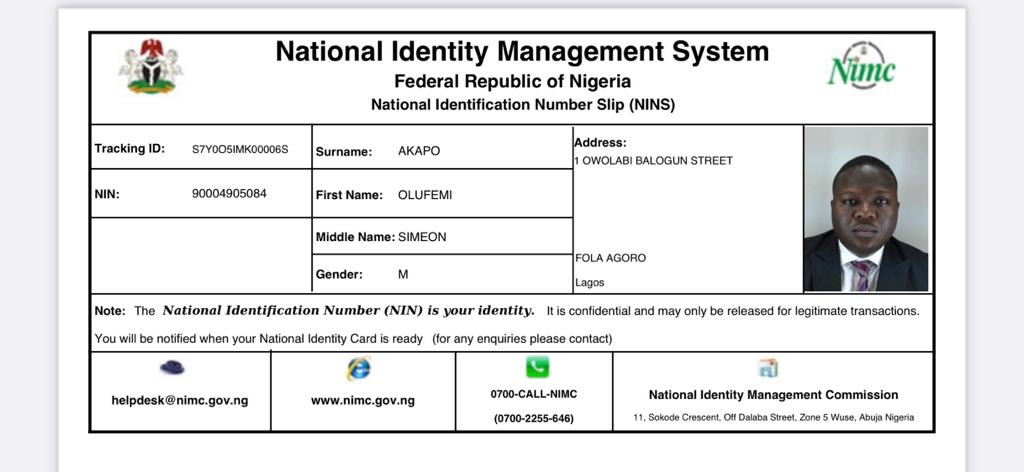 National Identity Management System
Federal Republic of Nigeria
National Identification Number Slip (NINS)
Nimc
Tracking ID: S7Y0O5IMK00006S
Surname: AKAPO
Address:
1 OWOLABI BALOGUN STREET
NIN: 90004905084
First Name: OLUFEMI
Middle Name: SIMEON
FOLA AGORO
Gender: M
Lagos
Note: The National Identification Number (NIN) is your identity. It is confidential and may only be released for legitimate transactions.
You will be notified when your National Identity Card is ready (for any enquiries please contact)
helpdesk@nimc.gov.ng
www.nimc.gov.ng
0700-CALL-NIMC
(0700-2255-646)
National Identity Management Commission
11, Sokode Crescent, Off Dalaba Street, Zone 5 Wuse, Abuja Nigeria